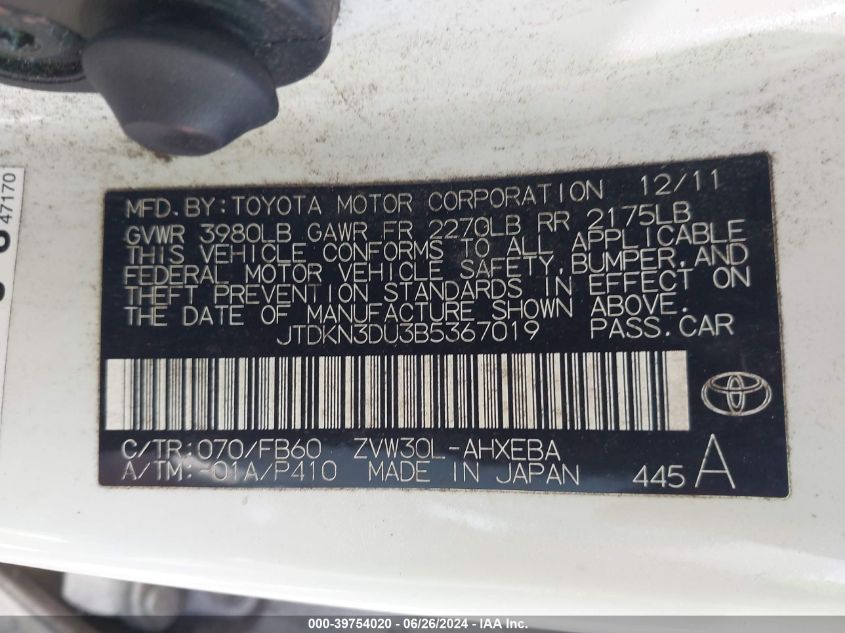 47170
MFD. BY: TOYOTA MOTOR CORPORATION 12/11
GVWR 3980LB GAWR FR 2270LB RR 2175LB
THIS VEHICLE CONFORMS TO ALL APPLICABLE
FEDERAL MOTOR VEHICLE SAFETY, BUMPER, AND
THEFT PREVENTION STANDARDS IN EFFECT ON
THE DATE OF MANUFACTURE SHOWN ABOVE.
JTDKN3DU3B5367019 PASS. CAR
C/TR: 070/FB60 ZVW30L-AHXEBA
A/TM: -01A/P410 MADE IN JAPAN 445 A
000-39754020 - 06/26/2024 - IAA Inc.